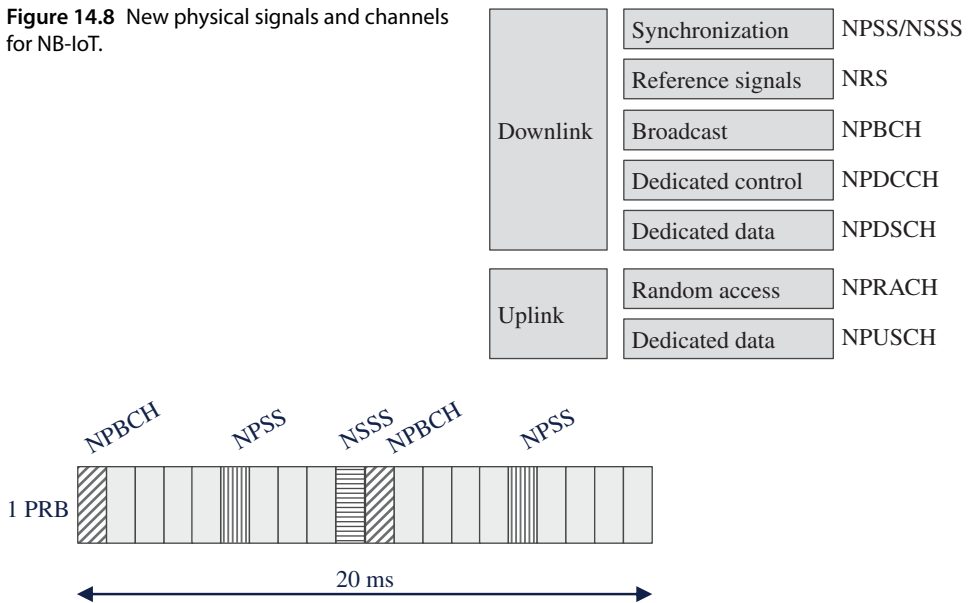 Figure 14.8 New physical signals and channels
for NB-IoT.
Downlink
Synchronization NPSS/NSSS
Reference signals NRS
Broadcast NPBCH
Dedicated control NPDCCH
Dedicated data NPDSCH
Uplink
Random access NPRACH
Dedicated data NPUSCH
NPBCH NPSS NSSS NPBCH NPSS
1 PRB
20 ms